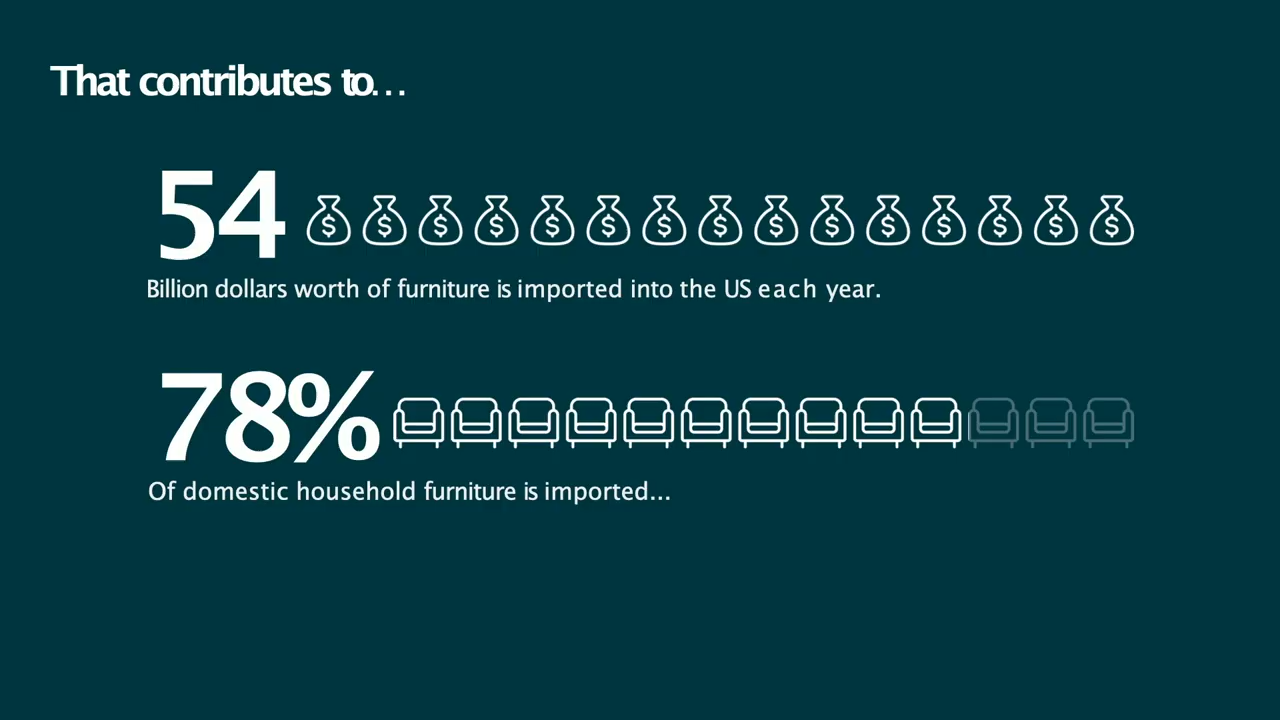 That contributes to...
54
$ $ $ $ $ $ $ $ $ $ $ $ $ $ $
Billion dollars worth of furniture is imported into the US each year.
78%
Of domestic household furniture is imported...